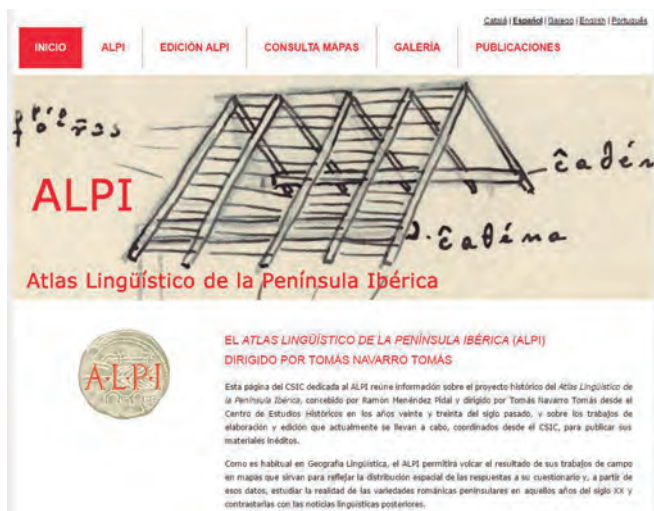 Català | Español | Galego | English | Português
INICIO ALPI EDICIÓN ALPI CONSULTA MAPAS GALERÍA PUBLICACIONES
ALPI
Atlas Lingüístico de la Península Ibérica
A·L·P·I
EL ATLAS LINGÜÍSTICO DE LA PENÍNSULA IBÉRICA (ALPI)
DIRIGIDO POR TOMÁS NAVARRO TOMÁS
Esta página del CSIC dedicada al ALPI reúne información sobre el proyecto histórico del Atlas Lingüístico de
la Península Ibérica, concebido por Ramón Menéndez Pidal y dirigido por Tomás Navarro Tomás desde el
Centro de Estudios Históricos en los años veinte y treinta del siglo pasado, y sobre los trabajos de
elaboración y edición que actualmente se llevan a cabo, coordinados desde el CSIC, para publicar sus
materiales inéditos.
Como es habitual en Geografía Lingüística, el ALPI permitirá volcar el resultado de sus trabajos de campo
en mapas que sirvan para reflejar la distribución espacial de las respuestas a su cuestionario y, a partir de
esos datos, estudiar la realidad de las variedades románicas peninsulares en aquellos años del siglo XX y
contrastarlas con las noticias lingüísticas posteriores.